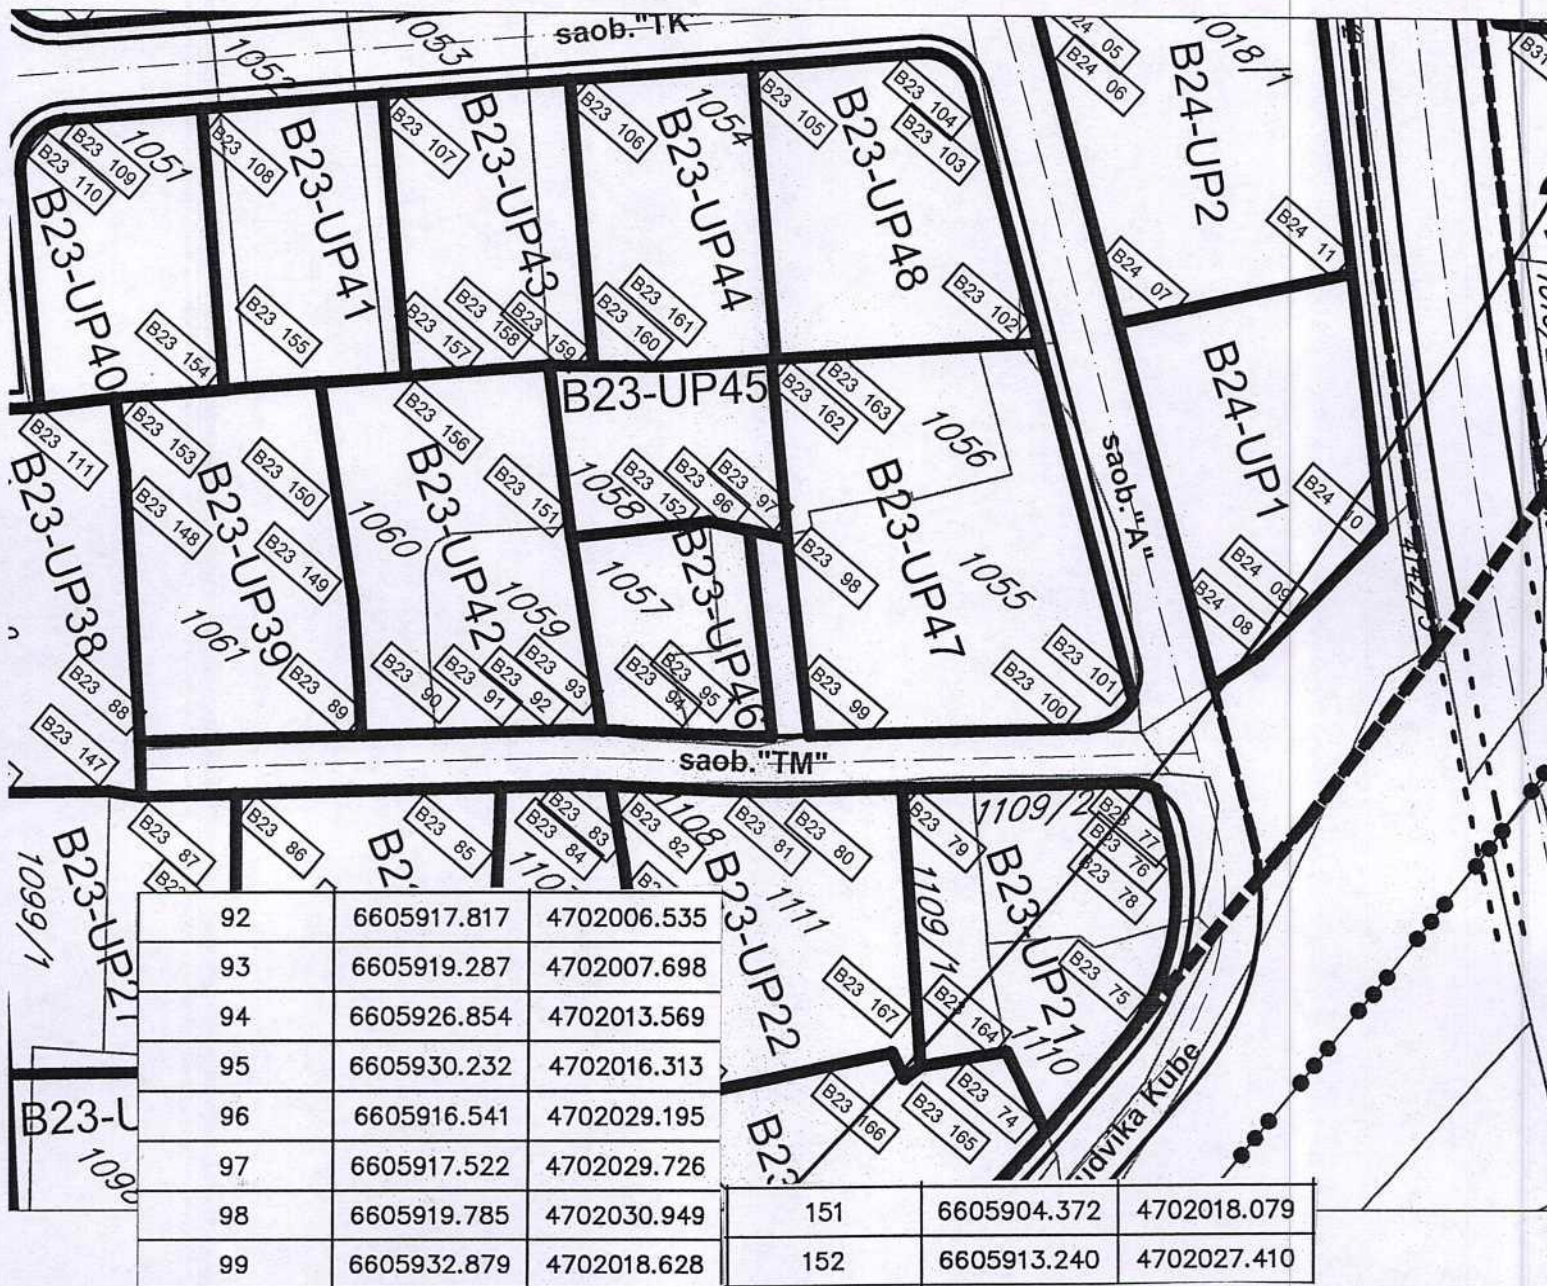 saob."TK"
1052
1053
B24 05
B24 06
B24-UP2
1018/1
B31
B23 110
B23 109
1051
B23 108
B23-UP41
B23 107
B23-UP43
B23 106
1054
B23-UP44
B23 105
B23-UP48
B23 104
B23 103
B24 11
B24 07
B23-UP40
B23 154
B23 155
B23 157
B23 158
B23 159
B23 160
B23 161
B23 102
B24-UP1
B23-UP45
B23 111
B23 153
B23 150
B23 156
B23 151
1058
B23 152
B23 96
B23 97
B23 162
B23 163
1056
saob."A"
B24 10
B23-UP38
B23 148
B23-UP39
B23 149
1060
B23-UP42
1059
1057
B23-UP46
B23 98
B23-UP47
1055
B24 09
B24 08
1061
B23 88
B23 89
B23 90
B23 91
B23 92
B23 93
B23 94
B23 95
B23 99
B23 100
B23 101
B23 147
saob."TM"
B23 87
B23 86
B23 85
B23 84
B23 83
B23 82
1108
B23 81
B23 80
B23 79
1109/2
B23 77
B23 76
B23 78
1099/1
B23-UP27
B23-UP22
1111
1109/1
B23-UP21
B23 75
B23 167
B23 164
1110
B23-U
B23
B23 166
B23 165
B23 74
udvika Kube
92 6605917.817 4702006.535
93 6605919.287 4702007.698
94 6605926.854 4702013.569
95 6605930.232 4702016.313
96 6605916.541 4702029.195
97 6605917.522 4702029.726
98 6605919.785 4702030.949
99 6605932.879 4702018.628
151 6605904.372 4702018.079
152 6605913.240 4702027.410